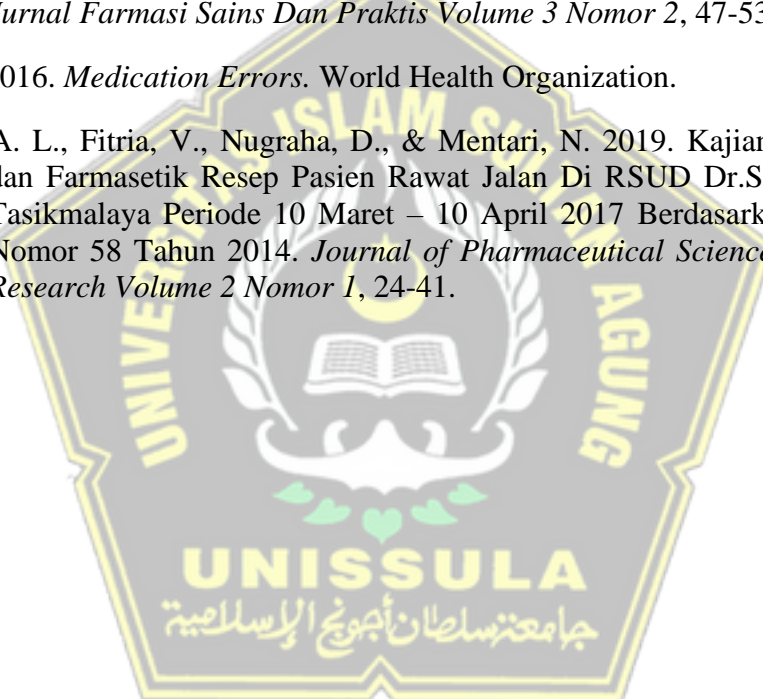 Jurnal Farmasi Sains Dan Praktis Volume 3 Nomor 2, 47-53
016. Medication Errors. World Health Organization.
A. L., Fitria, V., Nugraha, D., & Mentari, N. 2019. Kajian
dan Farmasetik Resep Pasien Rawat Jalan Di RSUD Dr.S
Tasikmalaya Periode 10 Maret – 10 April 2017 Berdasark
Nomor 58 Tahun 2014. Journal of Pharmaceutical Science
Research Volume 2 Nomor 1, 24-41.
UNIVERSITAS ISLAM SULTAN AGUNG
UNISSULA
جامعة سلطان أجونج الإسلامية